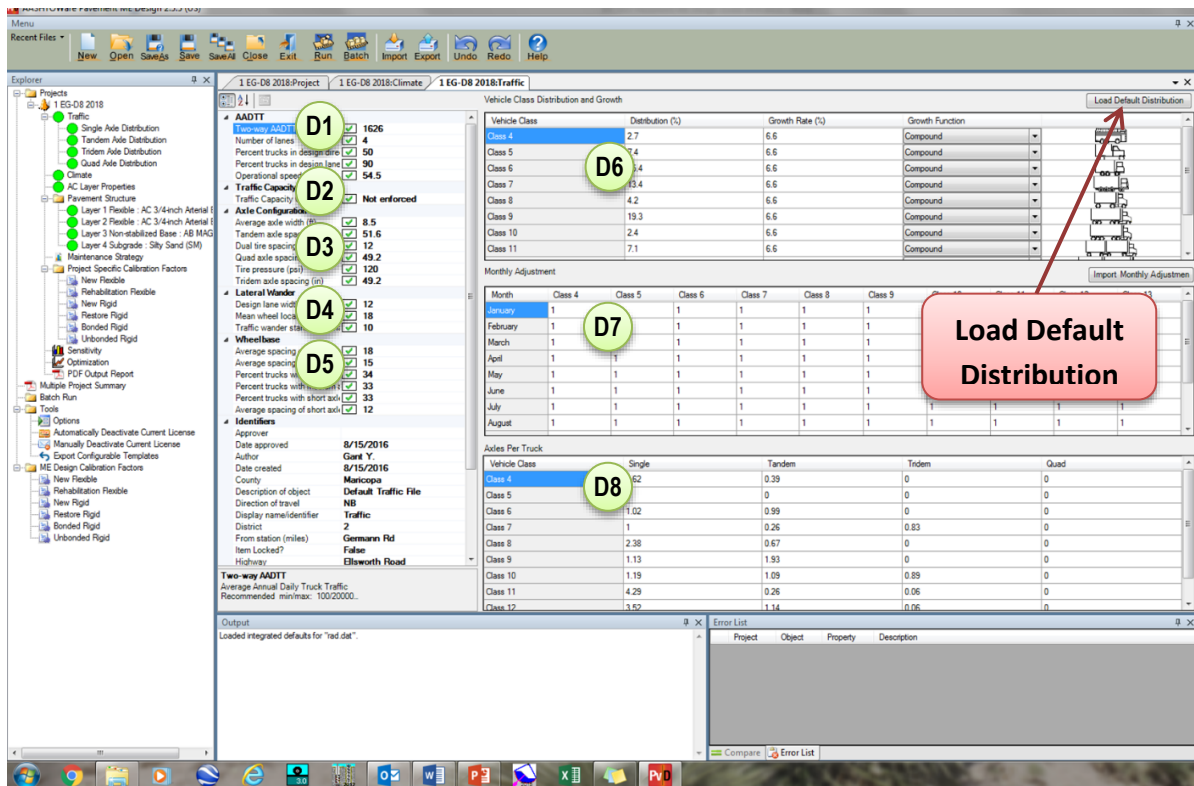 AASHTOWare Pavement ME Design 2.3.3 (US)
Menu
Recent Files
New Open SaveAs Save SaveAll Close Exit Run Batch Import Export Undo Redo Help
Explorer
Projects
1 EG-D8 2018
Traffic
Single Axle Distribution
Tandem Axle Distribution
Tridem Axle Distribution
Quad Axle Distribution
Climate
AC Layer Properties
Pavement Structure
Layer 1 Flexible : AC 3/4-inch Arterial
Layer 2 Flexible : AC 3/4-inch Arterial
Layer 3 Non-stabilized Base : AB MAG
Layer 4 Subgrade : Silty Sand (SM)
Maintenance Strategy
Project Specific Calibration Factors
New Flexible
Rehabilitation Flexible
New Rigid
Restore Rigid
Bonded Rigid
Unbonded Rigid
Sensitivity
Optimization
PDF Output Report
Multiple Project Summary
Batch Run
Tools
Options
Automatically Deactivate Current License
Manually Deactivate Current License
Export Configurable Templates
ME Design Calibration Factors
New Flexible
Rehabilitation Flexible
New Rigid
Restore Rigid
Bonded Rigid
Unbonded Rigid
1 EG-D8 2018:Project 1 EG-D8 2018:Climate 1 EG-D8 2018:Traffic
AADTT
Two-way AADTT 1626
Number of lanes 4
Percent trucks in design dire 50
Percent trucks in design lane 90
Operational speed 54.5
D1
Traffic Capacity
Traffic Capacity Not enforced
D2
Axle Configuration
Average axle width (ft) 8.5
Tandem axle spa 51.6
Dual tire spacing 12
Quad axle spacin 49.2
Tire pressure (psi) 120
Tridem axle spacing (in) 49.2
D3
Lateral Wander
Design lane widt 12
Mean wheel loca 18
Traffic wander sta 10
D4
Wheelbase
Average spacing 18
Average spacing 15
Percent trucks w 34
Percent trucks with 33
Percent trucks with short axle 33
Average spacing of short axle 12
D5
Identifiers
Approver
Date approved 8/15/2016
Author Gant Y.
Date created 8/15/2016
County Maricopa
Description of object Default Traffic File
Direction of travel NB
Display name/identifier Traffic
District 2
From station (miles) Germann Rd
Item Locked? False
Highway Ellsworth Road
Two-way AADTT
Average Annual Daily Truck Traffic
Recommended min/max: 100/20000..
Vehicle Class Distribution and Growth
Load Default Distribution
Vehicle Class Distribution (%) Growth Rate (%) Growth Function
Class 4 2.7 6.6 Compound
Class 5 7.4 6.6 Compound
Class 6 5.4 6.6 Compound
Class 7 13.4 6.6 Compound
Class 8 4.2 6.6 Compound
Class 9 19.3 6.6 Compound
Class 10 2.4 6.6 Compound
Class 11 7.1 6.6 Compound
D6
Monthly Adjustment
Import Monthly Adjustmen
Month Class 4 Class 5 Class 6 Class 7 Class 8 Class 9
January 1 1 1 1 1
February 1 1 1 1 1
March 1 1 1 1 1
April 1 1 1 1 1 1
May 1 1 1 1 1 1
June 1 1 1 1 1 1
July 1 1 1 1 1 1 1 1 1 1
August 1 1 1 1 1 1 1 1 1 1
D7
Load Default
Distribution
Axles Per Truck
Vehicle Class Single Tandem Tridem Quad
Class 4 .62 0.39 0 0
Class 5 0 0 0
Class 6 1.02 0.99 0 0
Class 7 1 0.26 0.83 0
Class 8 2.38 0.67 0 0
Class 9 1.13 1.93 0 0
Class 10 1.19 1.09 0.89 0
Class 11 4.29 0.26 0.06 0
Class 12 3.52 1.14 0.06 0
D8
Output
Loaded integrated defaults for "rad.dat".
Error List
Project Object Property Description
Compare Error List